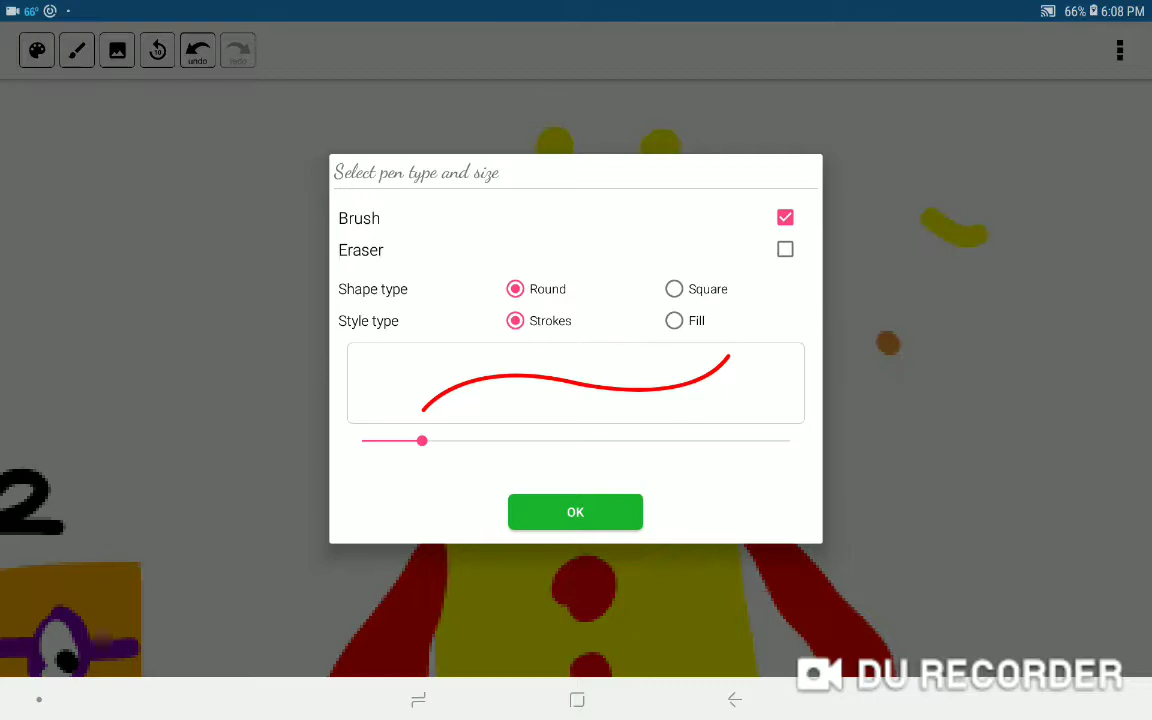 66° 66% 6:08 PM
10 undo redo
Select pen type and size
Brush
Eraser
Shape type Round Square
Style type Strokes Fill
2
OK
DU RECORDER